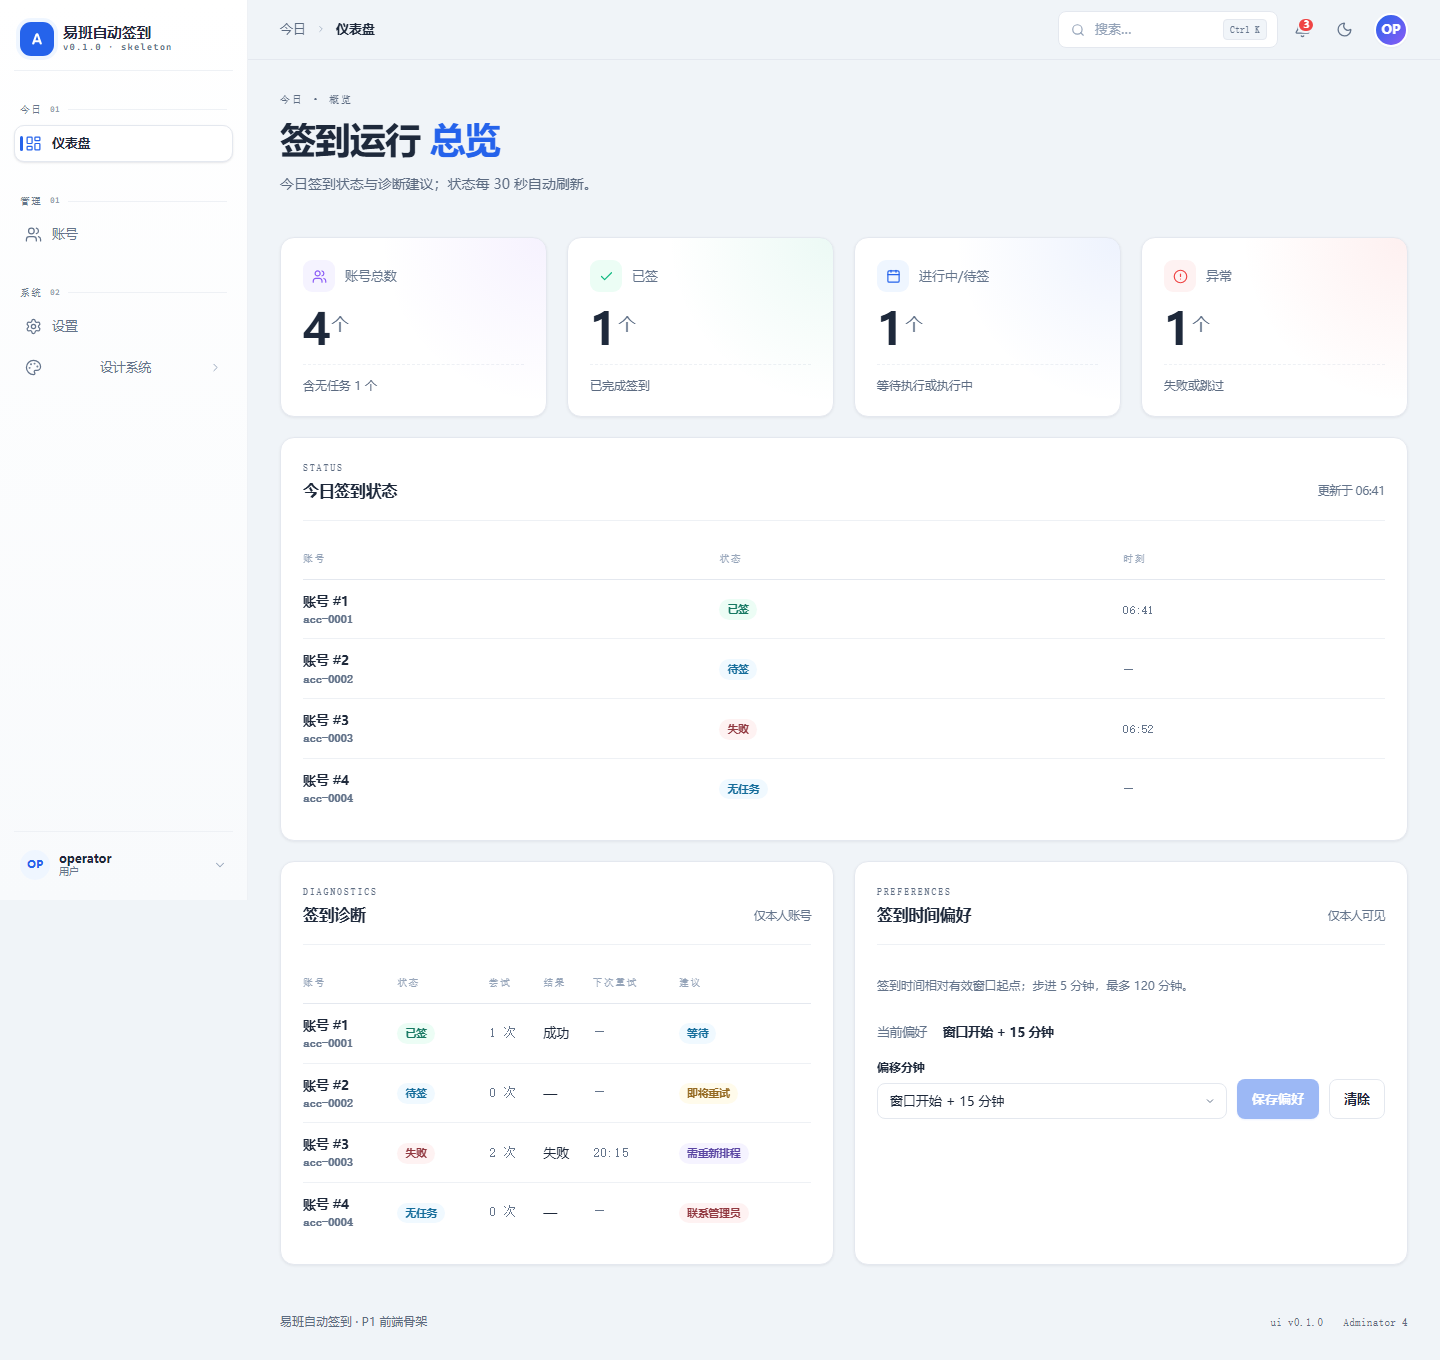 A
易班自动签到
v0.1.0 · skeleton
今日 01
仪表盘
管理 01
账号
系统 02
设置
设计系统
OP
operator
用户
今日 › 仪表盘
搜索... Ctrl K
3
OP
今日 • 概览
签到运行 总览
今日签到状态与诊断建议；状态每 30 秒自动刷新。
账号总数
4个
含无任务 1 个
已签
1个
已完成签到
进行中/待签
1个
等待执行或执行中
异常
1个
失败或跳过
STATUS
今日签到状态
更新于 06:41
账号 状态 时刻
账号 #1
acc-0001
已签
06:41
账号 #2
acc-0002
待签
—
账号 #3
acc-0003
失败
06:52
账号 #4
acc-0004
无任务
—
DIAGNOSTICS
签到诊断
仅本人账号
账号 状态 尝试 结果 下次重试 建议
账号 #1
acc-0001
已签 1 次 成功 — 等待
账号 #2
acc-0002
待签 0 次 — — 即将重试
账号 #3
acc-0003
失败 2 次 失败 20:15 需重新排程
账号 #4
acc-0004
无任务 0 次 — — 联系管理员
PREFERENCES
签到时间偏好
仅本人可见
签到时间相对有效窗口起点；步进 5 分钟，最多 120 分钟。
当前偏好 窗口开始 + 15 分钟
偏移分钟
窗口开始 + 15 分钟
保存偏好
清除
易班自动签到 · P1 前端骨架
ui v0.1.0 Adminator 4